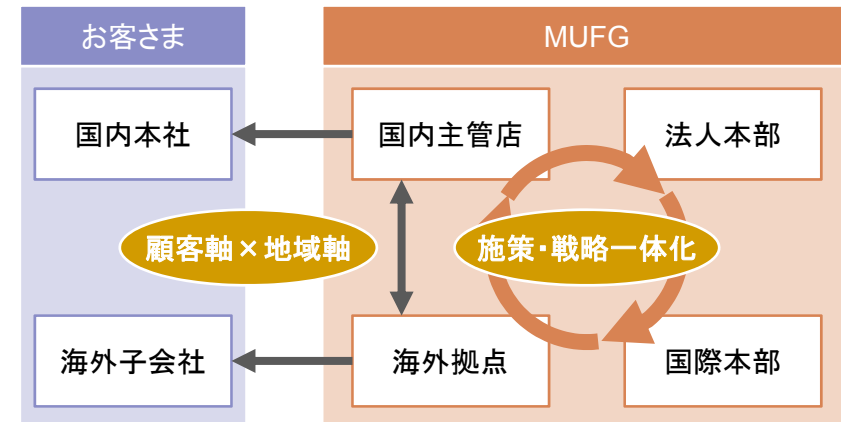 お客さま
MUFG
国内本社
国内主管店
法人本部
顧客軸×地域軸
施策・戦略一体化
海外子会社
海外拠点
国際本部